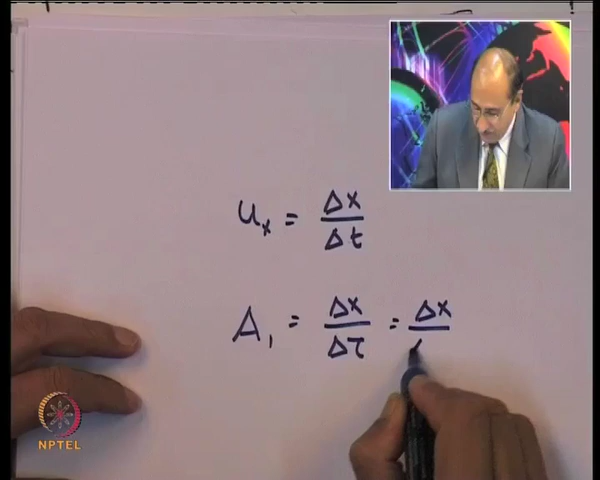 u_x = Δx/Δt
A_1 = Δx/Δτ = Δx/
NPTEL